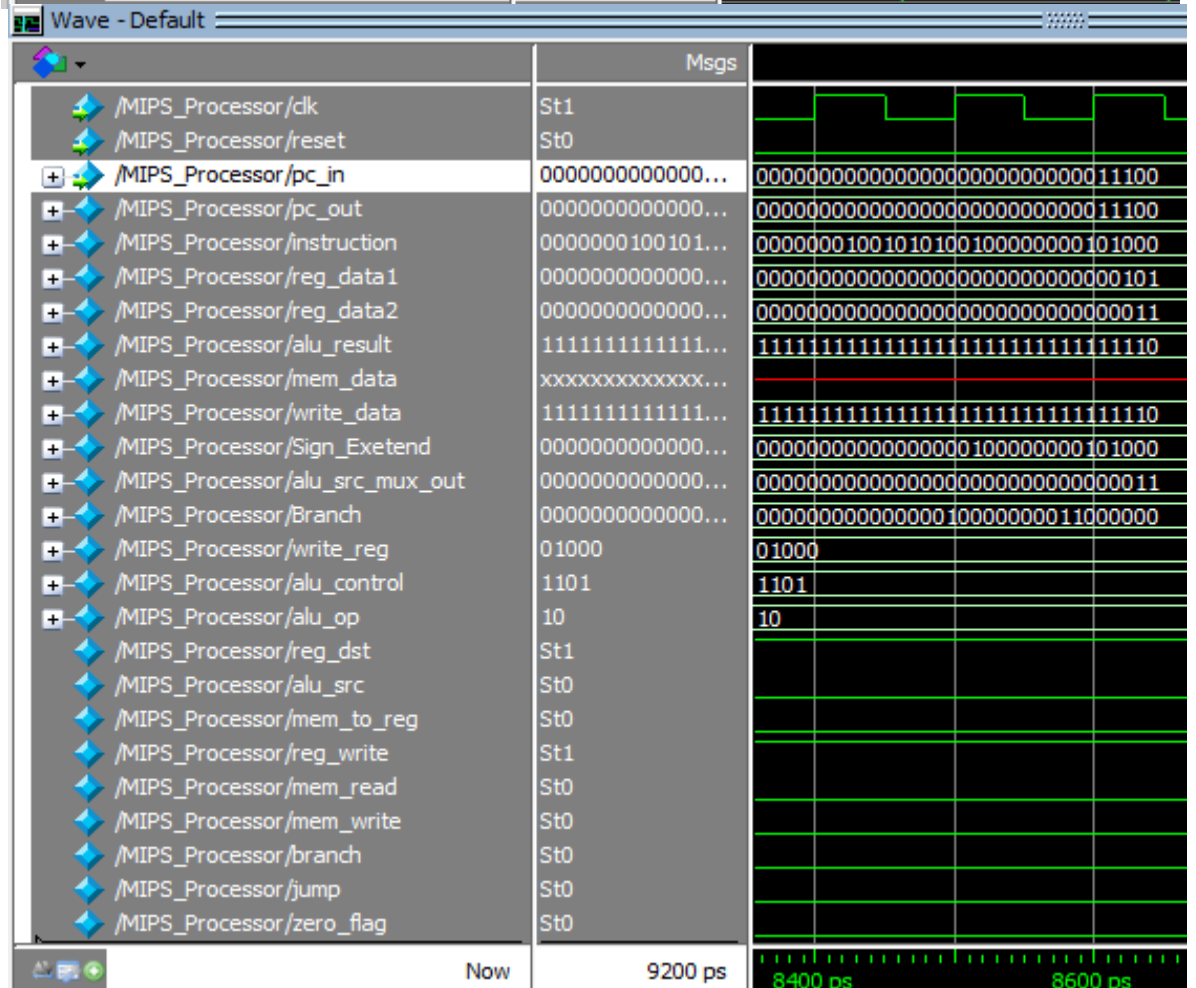 Wave - Default
Msgs
/MIPS_Processor/clk St1
/MIPS_Processor/reset St0
/MIPS_Processor/pc_in 0000000000000... 00000000000000000000000000011100
/MIPS_Processor/pc_out 0000000000000... 00000000000000000000000000011100
/MIPS_Processor/instruction 0000000100101... 00000001001010100100000000101000
/MIPS_Processor/reg_data1 0000000000000... 00000000000000000000000000000101
/MIPS_Processor/reg_data2 0000000000000... 00000000000000000000000000000011
/MIPS_Processor/alu_result 1111111111111... 11111111111111111111111111111110
/MIPS_Processor/mem_data xxxxxxxxxxxxx...
/MIPS_Processor/write_data 1111111111111... 11111111111111111111111111111110
/MIPS_Processor/Sign_Exetend 0000000000000... 00000000000000000100000000101000
/MIPS_Processor/alu_src_mux_out 0000000000000... 00000000000000000000000000000011
/MIPS_Processor/Branch 0000000000000... 00000000000000010000000011000000
/MIPS_Processor/write_reg 01000 01000
/MIPS_Processor/alu_control 1101 1101
/MIPS_Processor/alu_op 10 10
/MIPS_Processor/reg_dst St1
/MIPS_Processor/alu_src St0
/MIPS_Processor/mem_to_reg St0
/MIPS_Processor/reg_write St1
/MIPS_Processor/mem_read St0
/MIPS_Processor/mem_write St0
/MIPS_Processor/branch St0
/MIPS_Processor/jump St0
/MIPS_Processor/zero_flag St0
Now 9200 ps 8400 ps 8600 ps